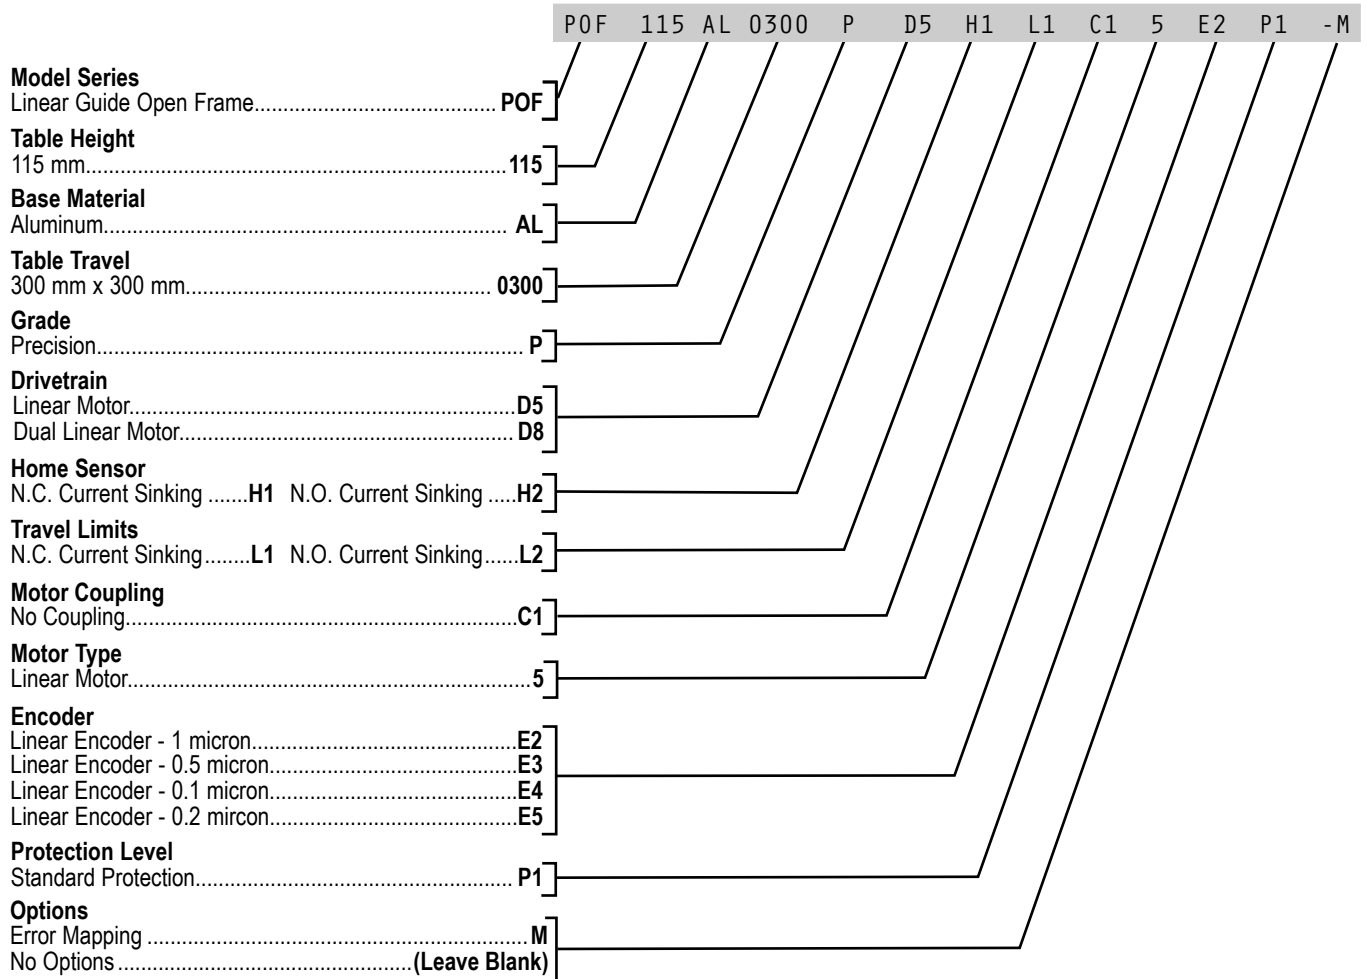 POF 115 AL 0300 P D5 H1 L1 C1 5 E2 P1 -M
Model Series
Linear Guide Open Frame................................................... POF
Table Height
115 mm............................................................................. 115
Base Material
Aluminum.......................................................................... AL
Table Travel
300 mm x 300 mm............................................................ 0300
Grade
Precision............................................................................ P
Drivetrain
Linear Motor.......................................................................D5
Dual Linear Motor................................................................ D8
Home Sensor
N.C. Current Sinking .......H1 N.O. Current Sinking .....H2
Travel Limits
N.C. Current Sinking........L1 N.O. Current Sinking......L2
Motor Coupling
No Coupling.......................................................................C1
Motor Type
Linear Motor........................................................................5
Encoder
Linear Encoder - 1 micron......................................................E2
Linear Encoder - 0.5 micron...................................................E3
Linear Encoder - 0.1 micron...................................................E4
Linear Encoder - 0.2 mircon...................................................E5
Protection Level
Standard Protection............................................................. P1
Options
Error Mapping ......................................................................M
No Options ..........................................(Leave Blank)